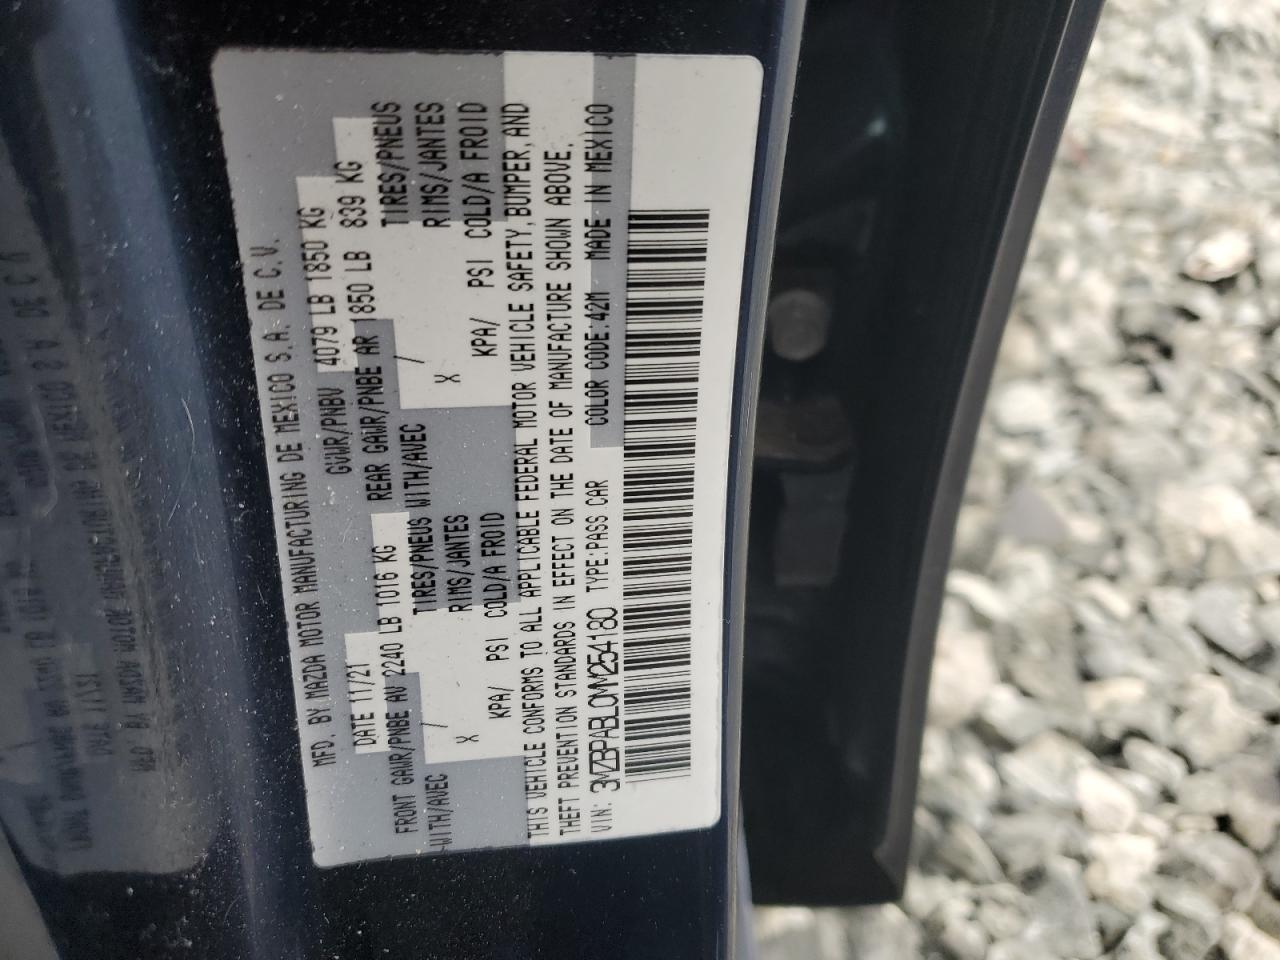 MFD. BY MAZDA MOTOR MANUFACTURING DE MEXICO S.A. DE C.V.
DATE 11/21 GVWR/PNBV 4079 LB 1850 KG
FRONT GAWR/PNBE AV 2240 LB 1016 KG REAR GAWR/PNBE AR 1850 LB 839 KG
WITH/AVEC / TIRES/PNEUS WITH/AVEC / TIRES/PNEUS
X RIMS/JANTES X RIMS/JANTES
KPA/ PSI COLD/A FROID KPA/ PSI COLD/A FROID
THIS VEHICLE CONFORMS TO ALL APPLICABLE FEDERAL MOTOR VEHICLE SAFETY, BUMPER, AND
THEFT PREVENTION STANDARDS IN EFFECT ON THE DATE OF MANUFACTURE SHOWN ABOVE.
VIN: 3MZBPABL0NM254180 TYPE:PASS CAR COLOR CODE:42M MADE IN MEXICO